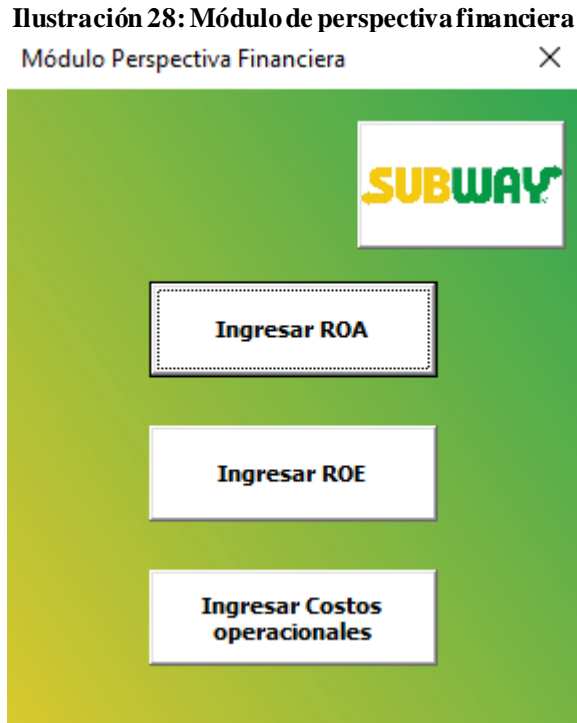 Ilustración 28: Módulo de perspectiva financiera
Módulo Perspectiva Financiera
SUBWAY
Ingresar ROA
Ingresar ROE
Ingresar Costos
operacionales